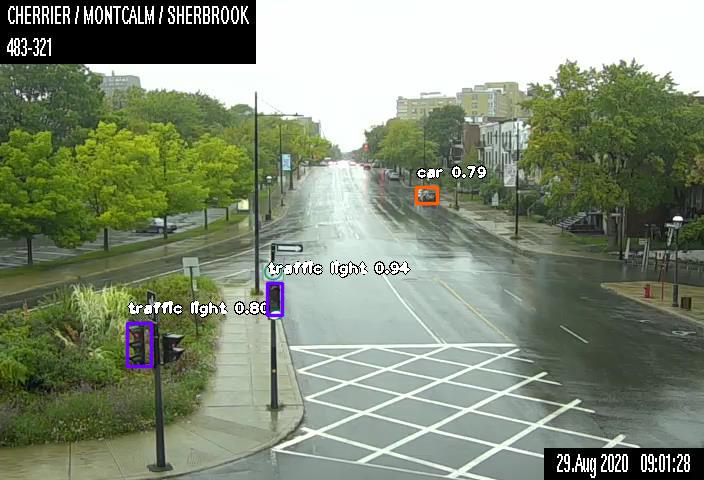 CHERRIER / MONTCALM / SHERBROOK
483-321
car 0.79
traffic light 0.94
traffic light 0.80
29.Aug 2020 09:01:28